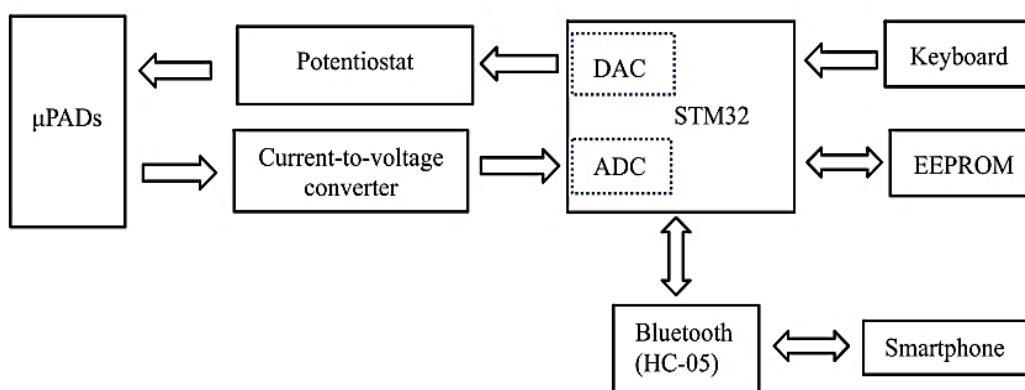 μPADs
Potentiostat
Current-to-voltage
converter
DAC
STM32
ADC
Keyboard
EEPROM
Bluetooth
(HC-05)
Smartphone